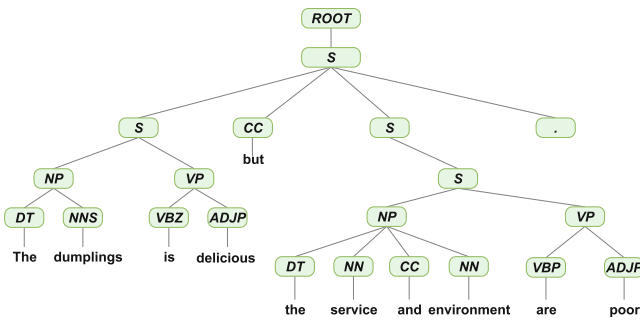 ROOT
S
S CC S .
but
NP VP S
DT NNS VBZ ADJP NP VP
The dumplings is delicious
DT NN CC NN VBP ADJP
the service and environment are poor